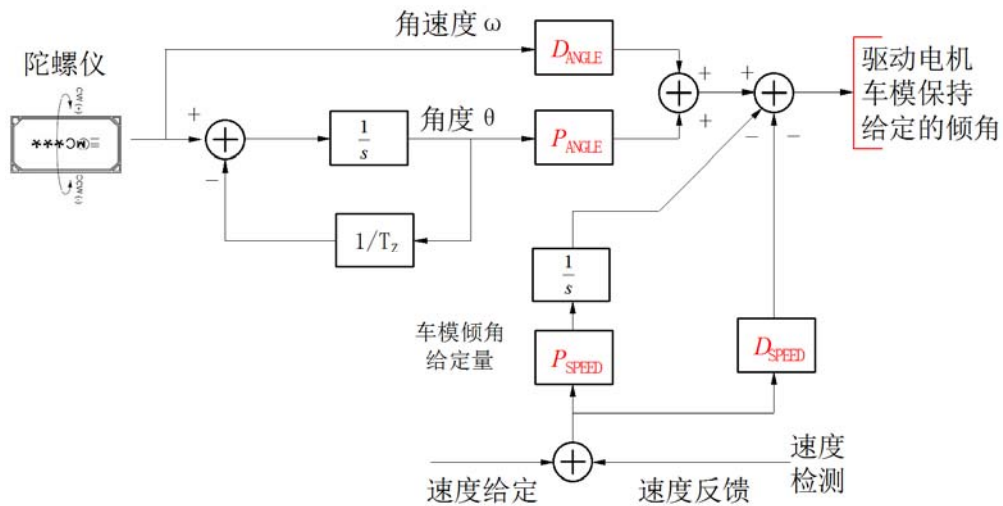 角速度 ω
陀螺仪
CW (+)
CCW (-)
***C Ⓜ
D_ANGLE
+ +
+
驱动电机
车模保持
给定的倾角
+
1/s
角度 θ
P_ANGLE
+
− −
−
1/T_z
1/s
车模倾角
给定量
P_SPEED
D_SPEED
速度给定
速度反馈
速度
检测